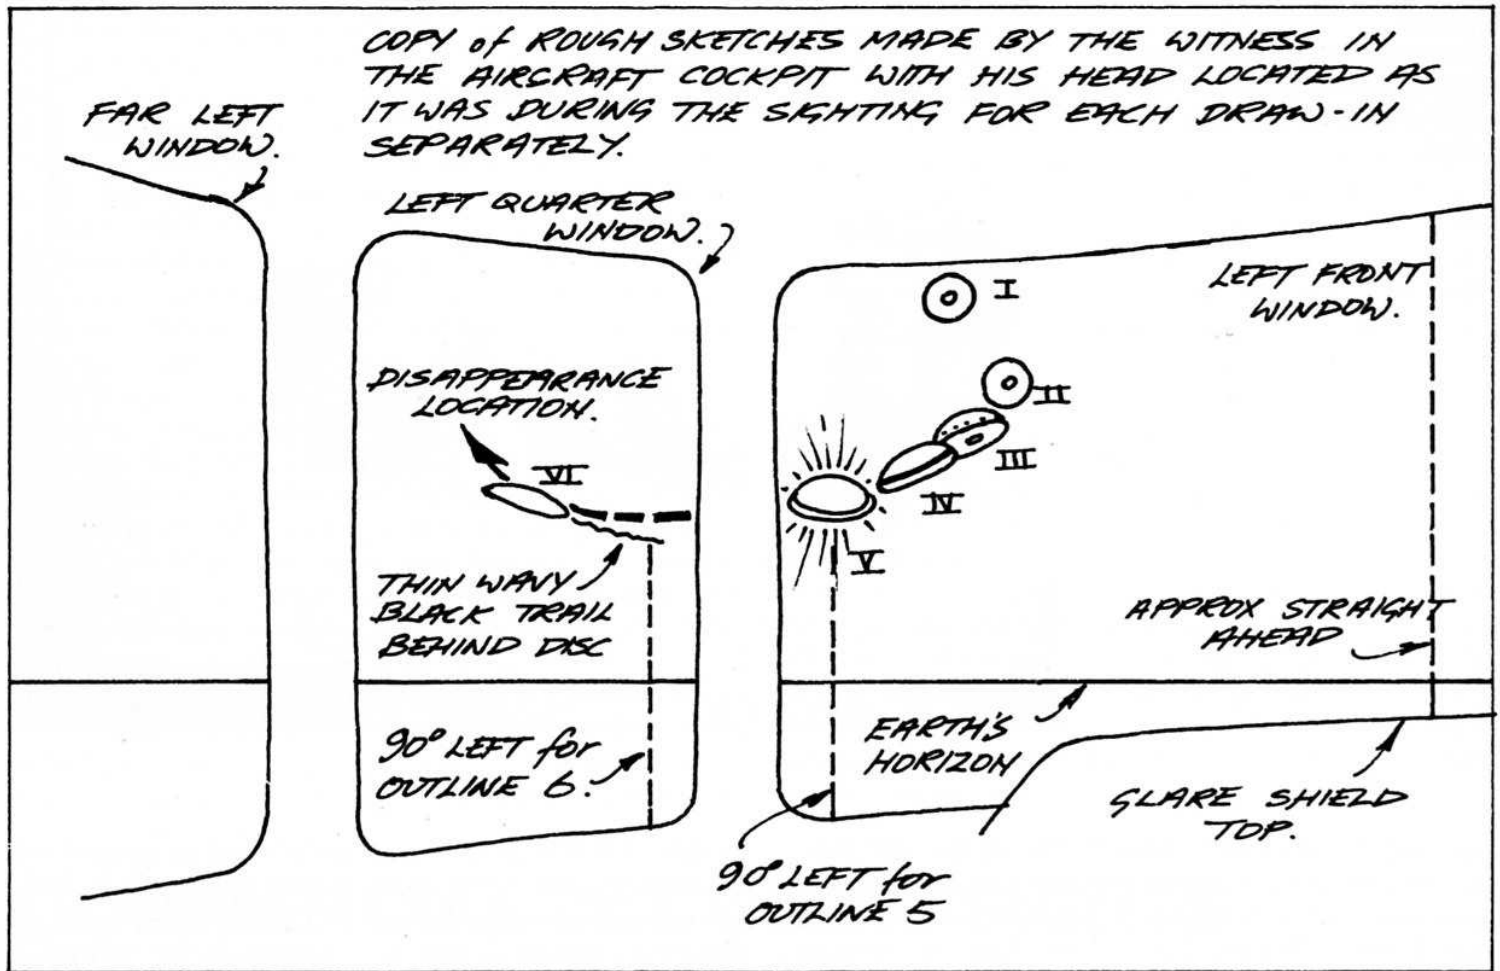 COPY of ROUGH SKETCHES MADE BY THE WITNESS IN
THE AIRCRAFT COCKPIT WITH HIS HEAD LOCATED AS
IT WAS DURING THE SIGHTING FOR EACH DRAW-IN
SEPARATELY.
FAR LEFT
WINDOW.
LEFT QUARTER
WINDOW.
LEFT FRONT
WINDOW.
I
II
III
IV
V
DISAPPEARANCE
LOCATION.
VI
THIN WAVY
BLACK TRAIL
BEHIND DISC
APPROX STRAIGHT
AHEAD
90° LEFT for
OUTLINE 6.
EARTH'S
HORIZON
GLARE SHIELD
TOP.
90° LEFT for
OUTLINE 5